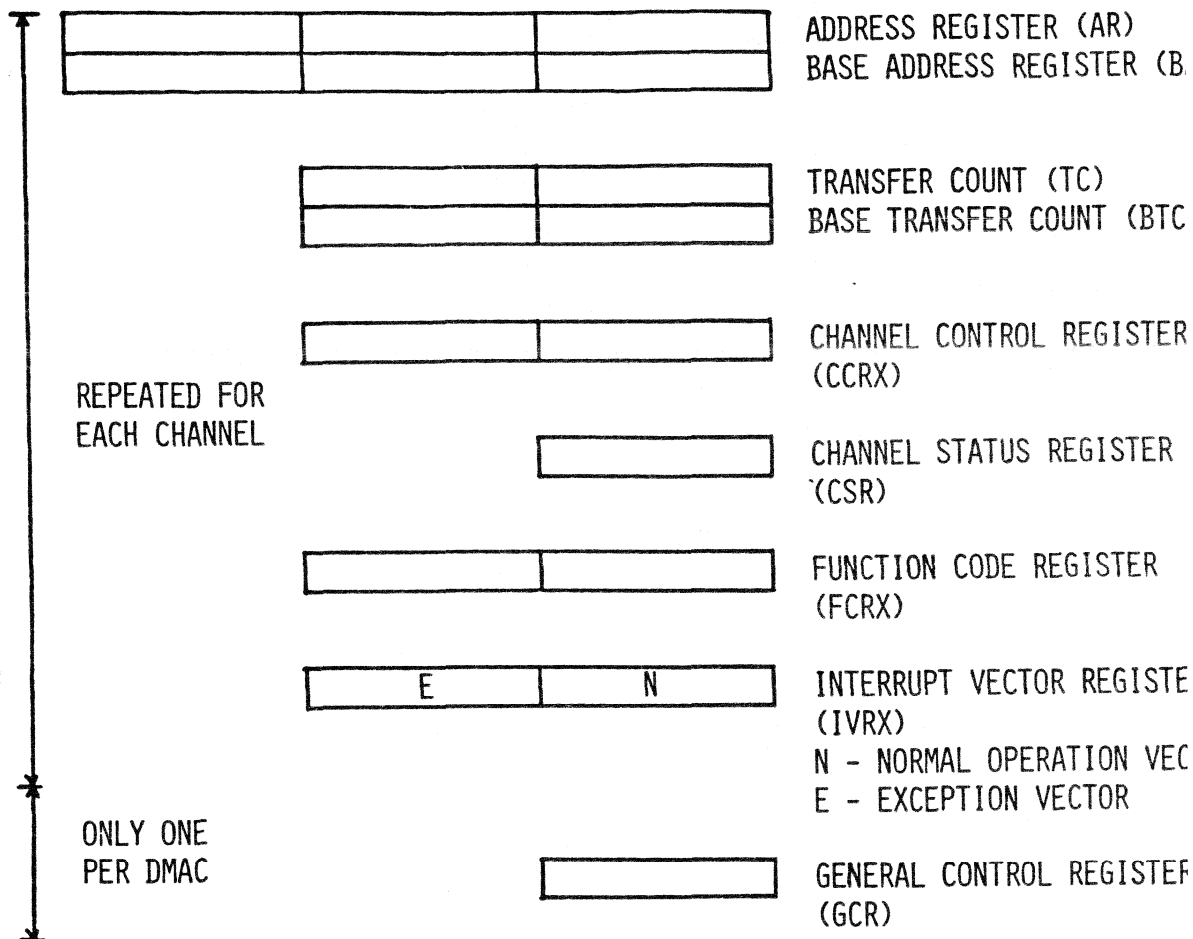 ADDRESS REGISTER (AR)
BASE ADDRESS REGISTER (B
TRANSFER COUNT (TC)
BASE TRANSFER COUNT (BTC
CHANNEL CONTROL REGISTER
(CCRX)
REPEATED FOR
EACH CHANNEL
CHANNEL STATUS REGISTER
(CSR)
FUNCTION CODE REGISTER
(FCRX)
E N
INTERRUPT VECTOR REGISTE
(IVRX)
N - NORMAL OPERATION VEC
E - EXCEPTION VECTOR
ONLY ONE
PER DMAC
GENERAL CONTROL REGISTER
(GCR)